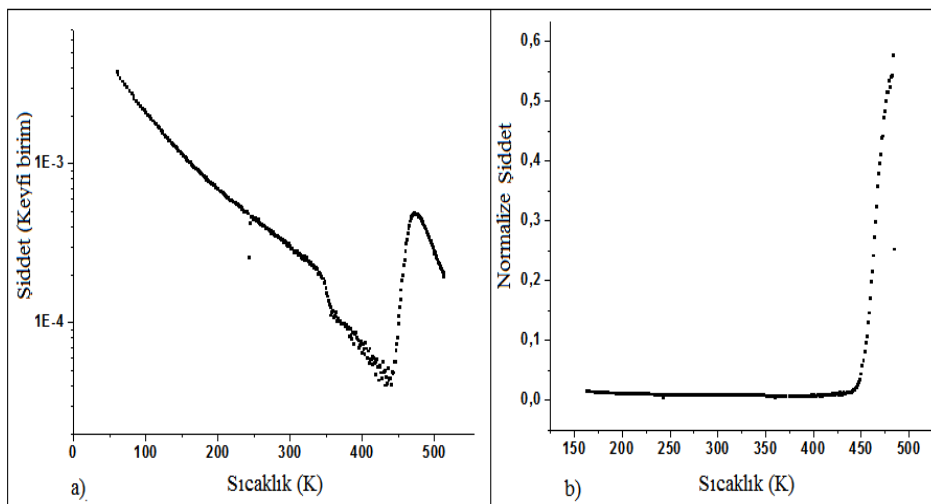 Şiddet (Keyfi birim)
1E-3
1E-4
0 100 200 300 400 500
Sıcaklık (K)
a)
Normalize Şiddet
0,6
0,5
0,4
0,3
0,2
0,1
0,0
150 200 250 300 350 400 450 500
Sıcaklık (K)
b)